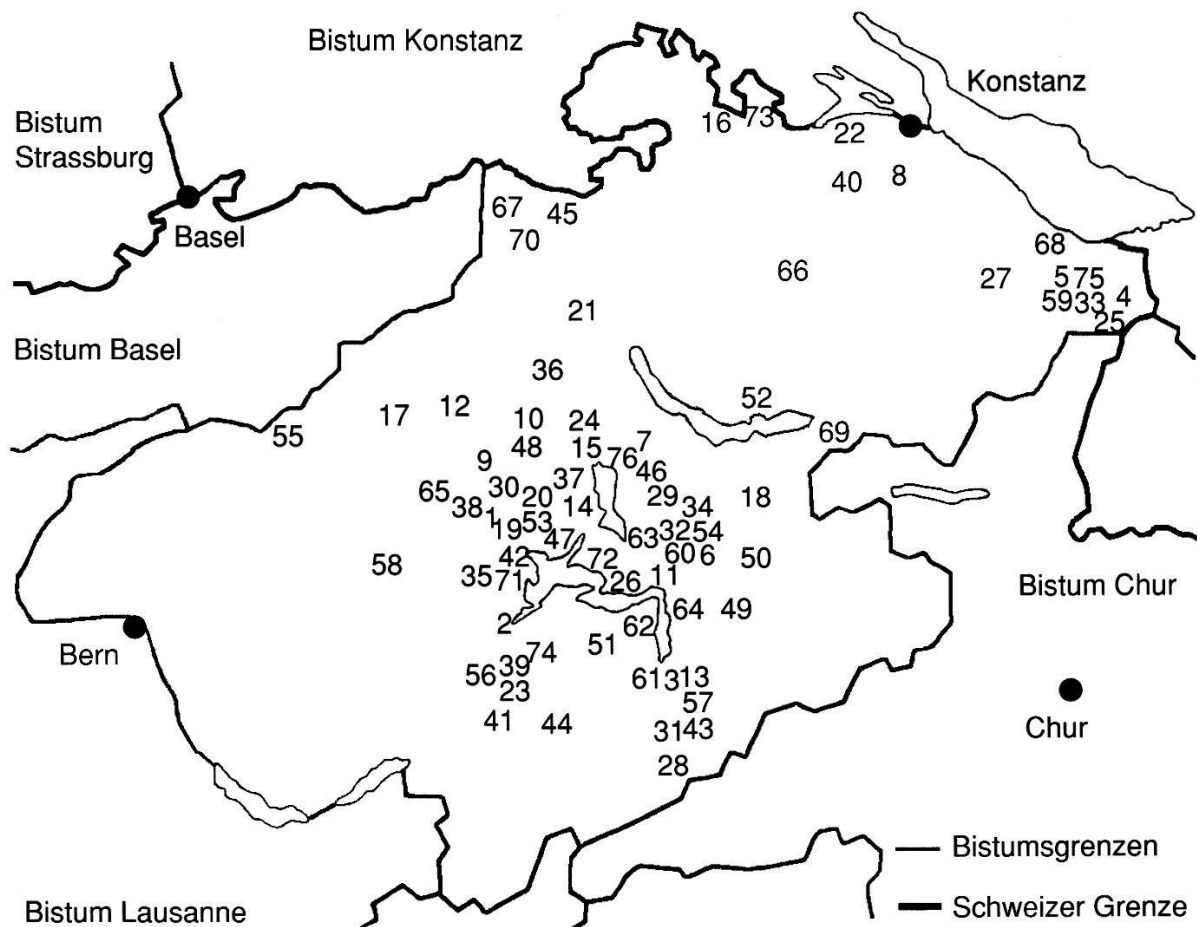 Bistum Konstanz
Konstanz
Bistum
Strassburg
16 73
22
8
40
Basel
67 45
70
68
66 27 5 75
59 33 4
25
21
Bistum Basel
36
52
17 12 10 24
55 48 15 7 69
76
9 46
65 30 20 37 29 18
38 1 14 34
19 53
47 63 32 54
42 72 60 6 50
58
35 71 26 11
Bistum Chur
64 49
2 62
Bern
51
74
56 39 61 3 13
23 57
41 44 31 43
Chur
28
Bistumsgrenzen
Bistum Lausanne
Schweizer Grenze